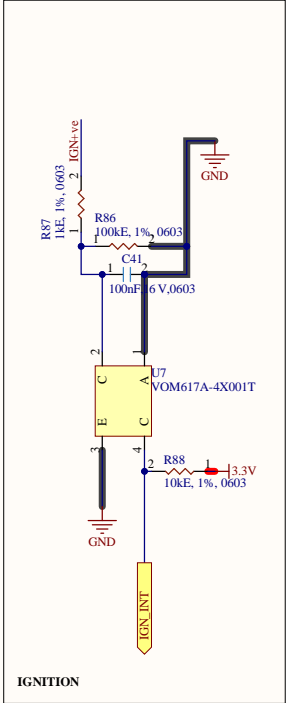 IGN+ve
2
R87
1kE, 1%, 0603
1
R86
1
100kE, 1%, 0603
2
GND
C41
1
2
100nF,16 V,0603
2
1
C
A
U7
VOM617A-4X001T
E
C
3
4
2
R88
1
3.3V
10kE, 1%, 0603
GND
IGN_INT
IGNITION